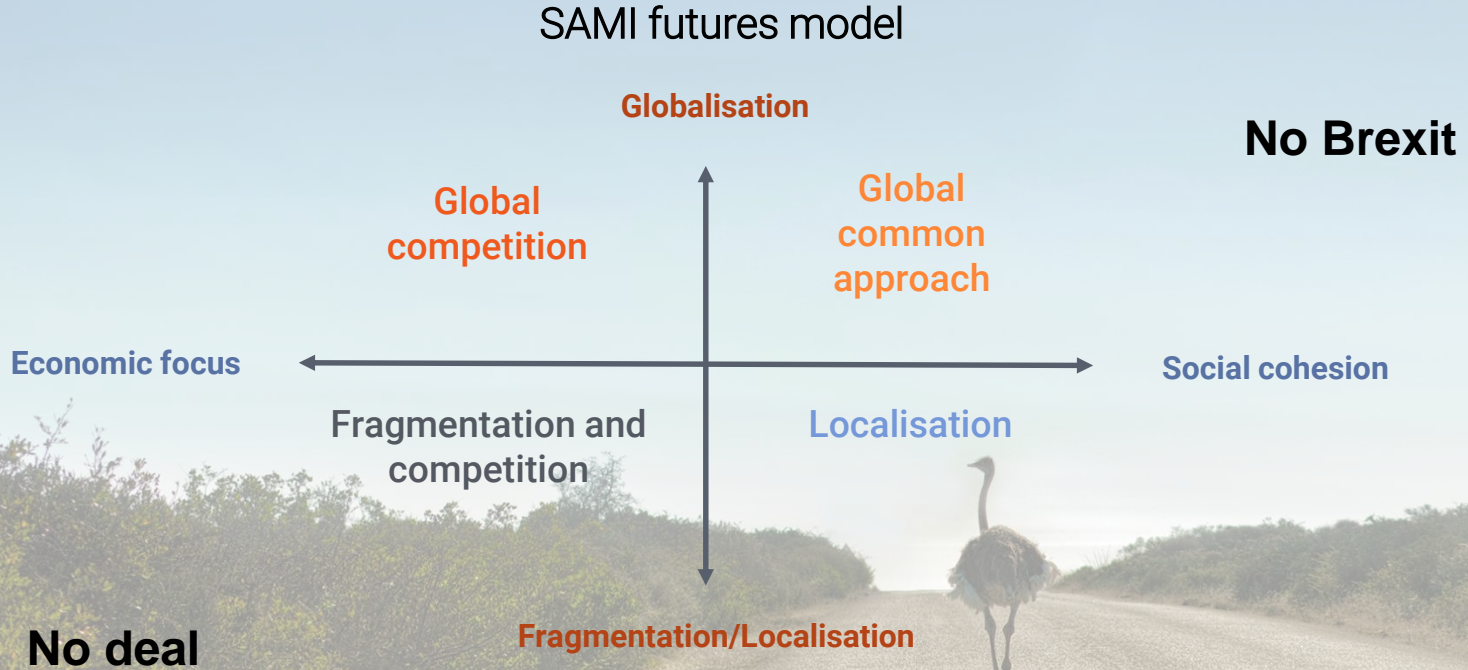 SAMI futures model
Globalisation
No Brexit
Global
competition
Global
common
approach
Economic focus
Social cohesion
Fragmentation and
competition
Localisation
No deal
Fragmentation/Localisation